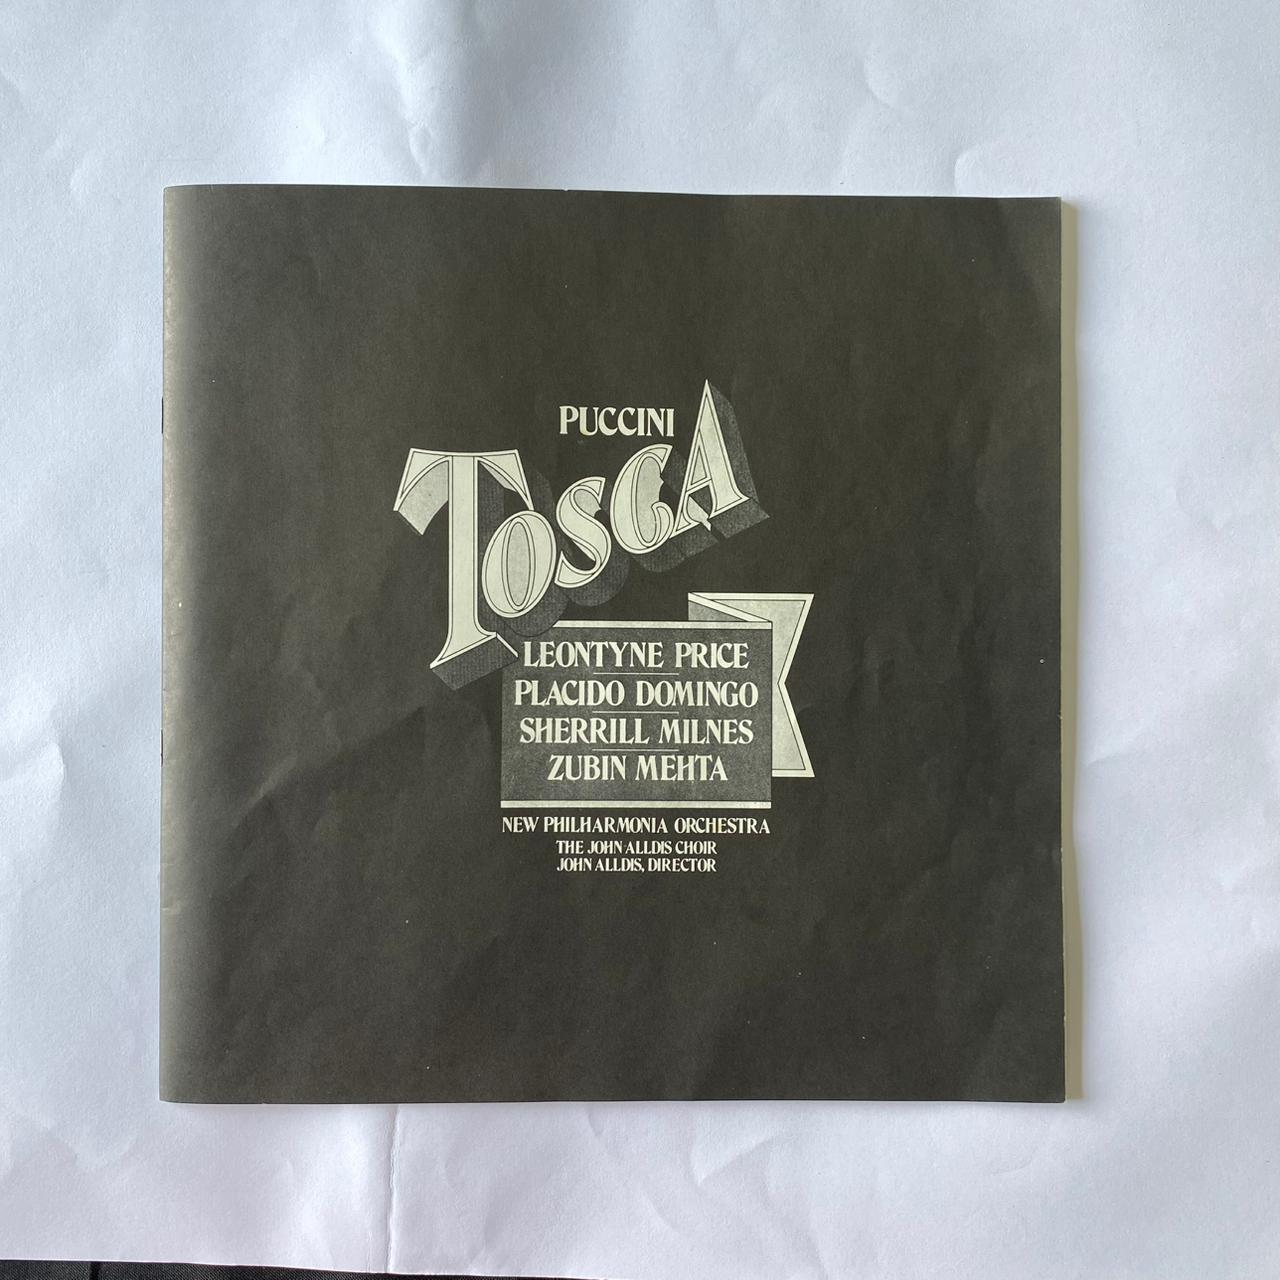 PUCCINI
TOSCA
LEONTYNE PRICE
PLACIDO DOMINGO
SHERRILL MILNES
ZUBIN MEHTA
NEW PHILHARMONIA ORCHESTRA
THE JOHN ALLDIS CHOIR
JOHN ALLDIS, DIRECTOR